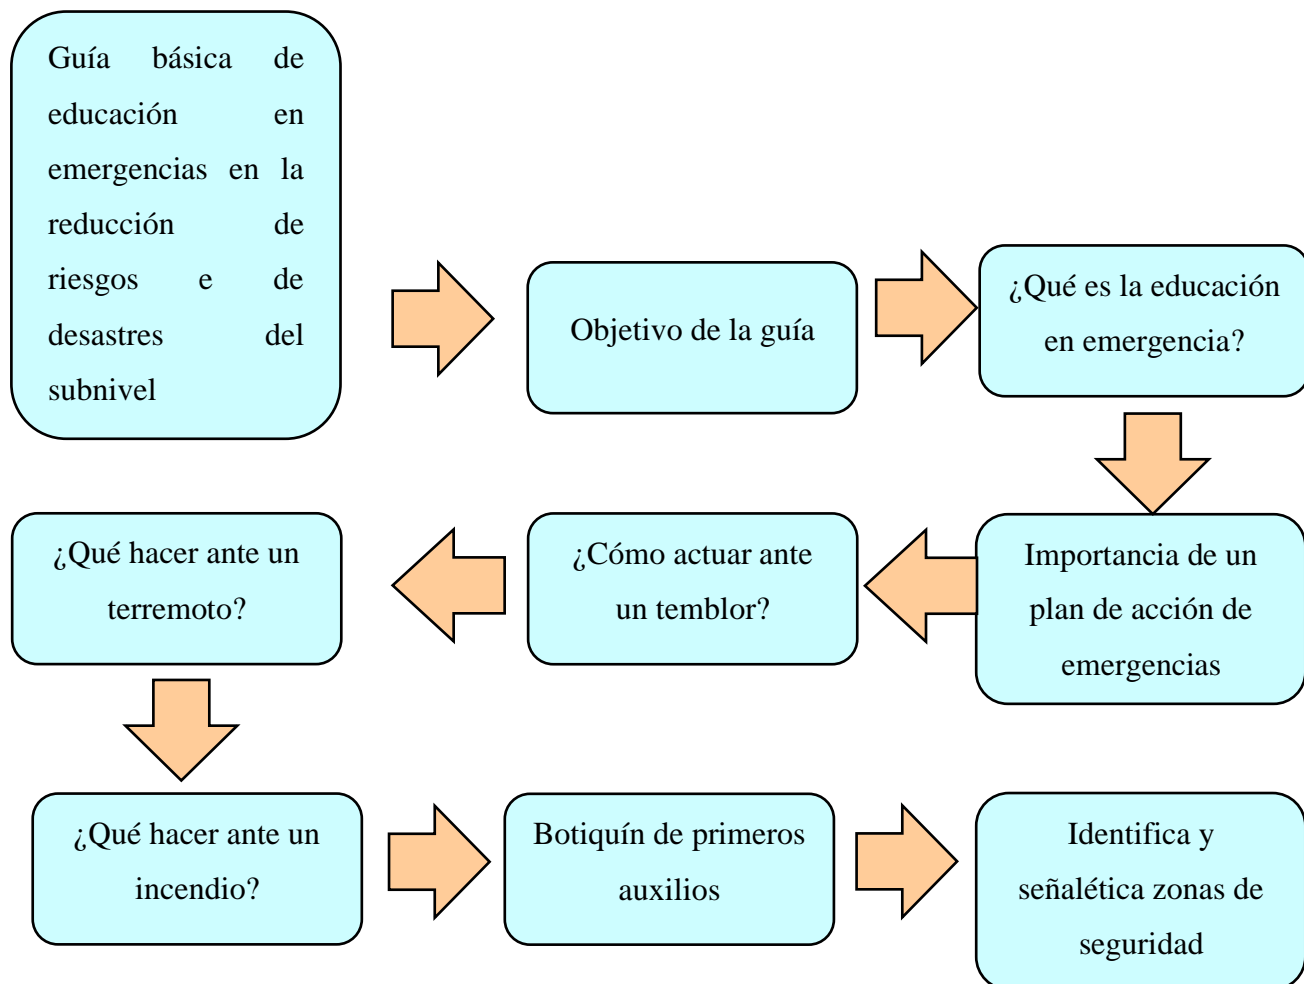 Guía básica de
educación en
emergencias en la
reducción de
riesgos e de
desastres del
subnivel
Objetivo de la guía
¿Qué es la educación
en emergencia?
Importancia de un
plan de acción de
emergencias
¿Cómo actuar ante
un temblor?
¿Qué hacer ante un
terremoto?
¿Qué hacer ante un
incendio?
Botiquín de primeros
auxilios
Identifica y
señalética zonas de
seguridad